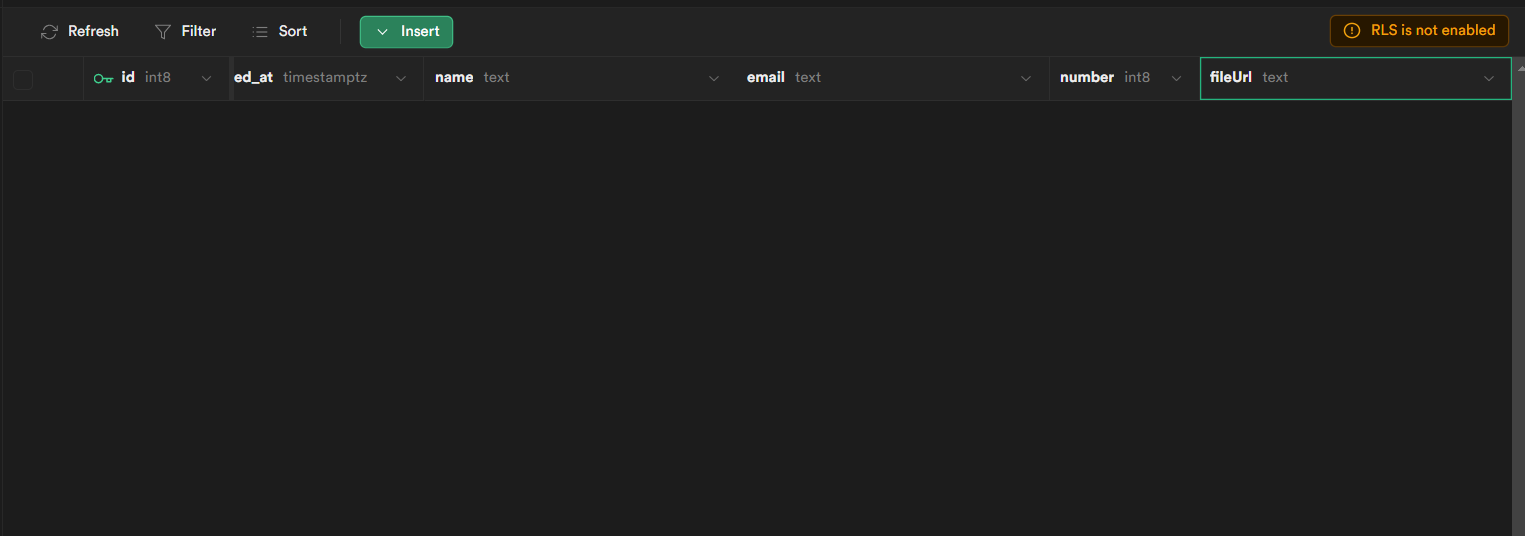 Refresh Filter Sort Insert RLS is not enabled
id int8 ed_at timestamptz name text email text number int8 fileUrl text